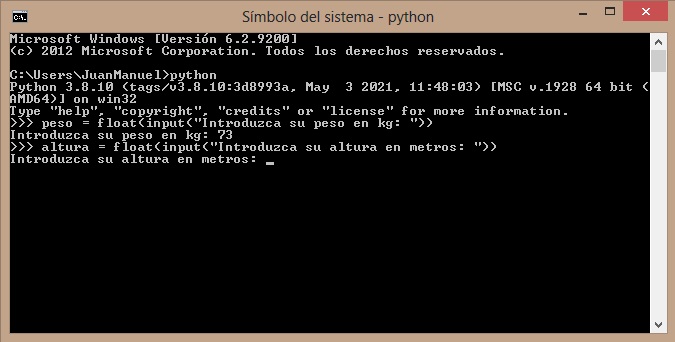 Símbolo del sistema - python
Microsoft Windows [Versión 6.2.9200]
(c) 2012 Microsoft Corporation. Todos los derechos reservados.
C:\Users\JuanManuel>python
Python 3.8.10 (tags/v3.8.10:3d8993a, May  3 2021, 11:48:03) [MSC v.1928 64 bit (
AMD64)] on win32
Type "help", "copyright", "credits" or "license" for more information.
>>> peso = float(input("Introduzca su peso en kg: "))
Introduzca su peso en kg: 73
>>> altura = float(input("Introduzca su altura en metros: "))
Introduzca su altura en metros: _